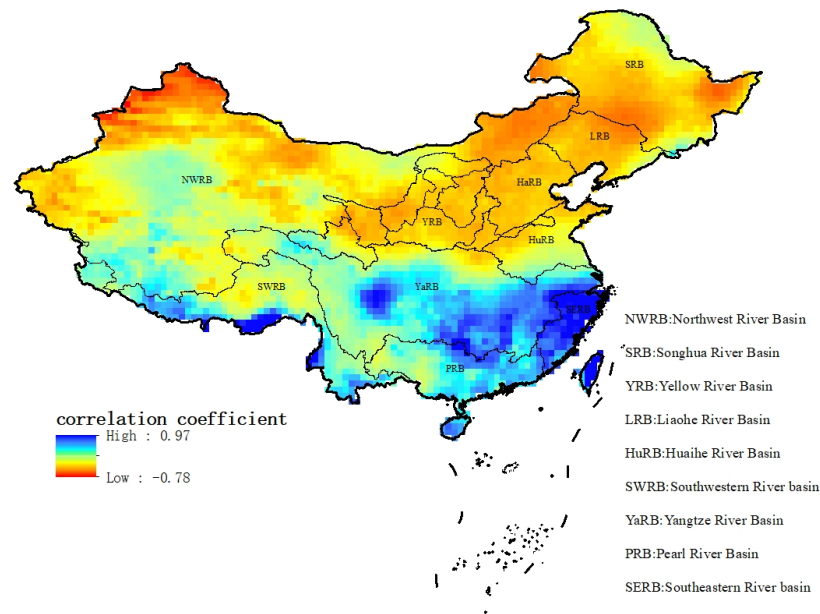 SRB
LRB
NWRB
HaRB
YRB
HuRB
SWRB
YaRB
SERB
PRB
NWRB:Northwest River Basin
SRB:Songhua River Basin
YRB:Yellow River Basin
LRB:Liaohe River Basin
HuRB:Huaihe River Basin
SWRB:Southwestern River basin
YaRB:Yangtze River Basin
PRB:Pearl River Basin
SERB:Southeastern River basin
correlation coefficient
High : 0.97
Low : -0.78